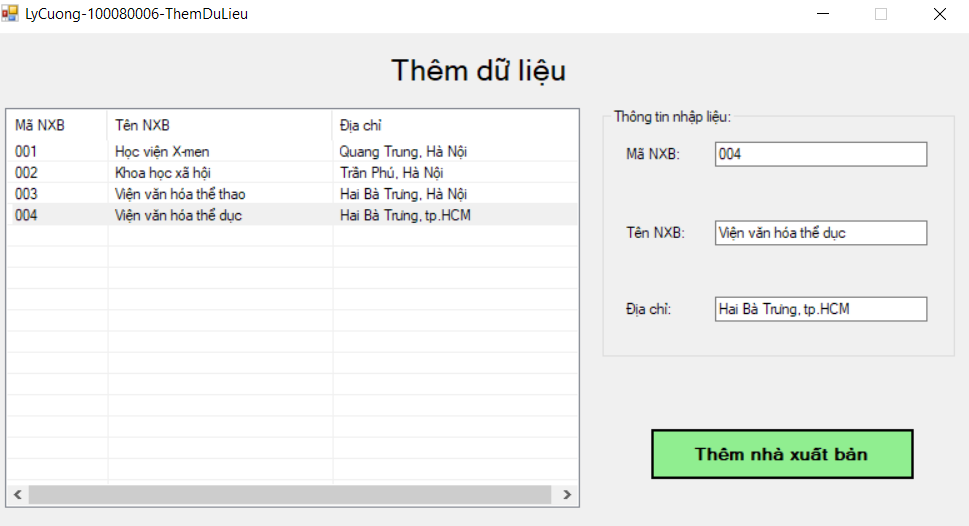 LyCuong-100080006-ThemDuLieu
Thêm dữ liệu
Mã NXB Tên NXB Địa chỉ
001 Học viện X-men Quang Trung, Hà Nội
002 Khoa học xã hội Trần Phú, Hà Nội
003 Viện văn hóa thể thao Hai Bà Trưng, Hà Nội
004 Viện văn hóa thể dục Hai Bà Trưng, tp.HCM
Thông tin nhập liệu:
Mã NXB: 004
Tên NXB: Viện văn hóa thể dục
Địa chỉ: Hai Bà Trưng, tp.HCM
Thêm nhà xuất bản